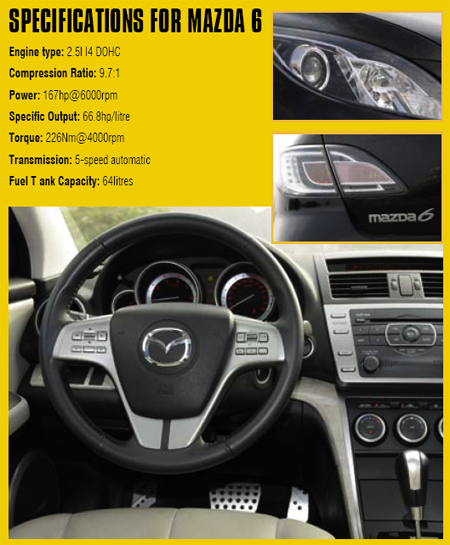 SPECIFICATIONS FOR MAZDA 6
Engine type: 2.5l I4 DOHC
Compression Ratio: 9.7:1
Power: 167hp@6000rpm
Specific Output: 66.8hp/litre
Torque: 226Nm@4000rpm
Transmission: 5-speed automatic
Fuel T ank Capacity: 64litres
mazda6